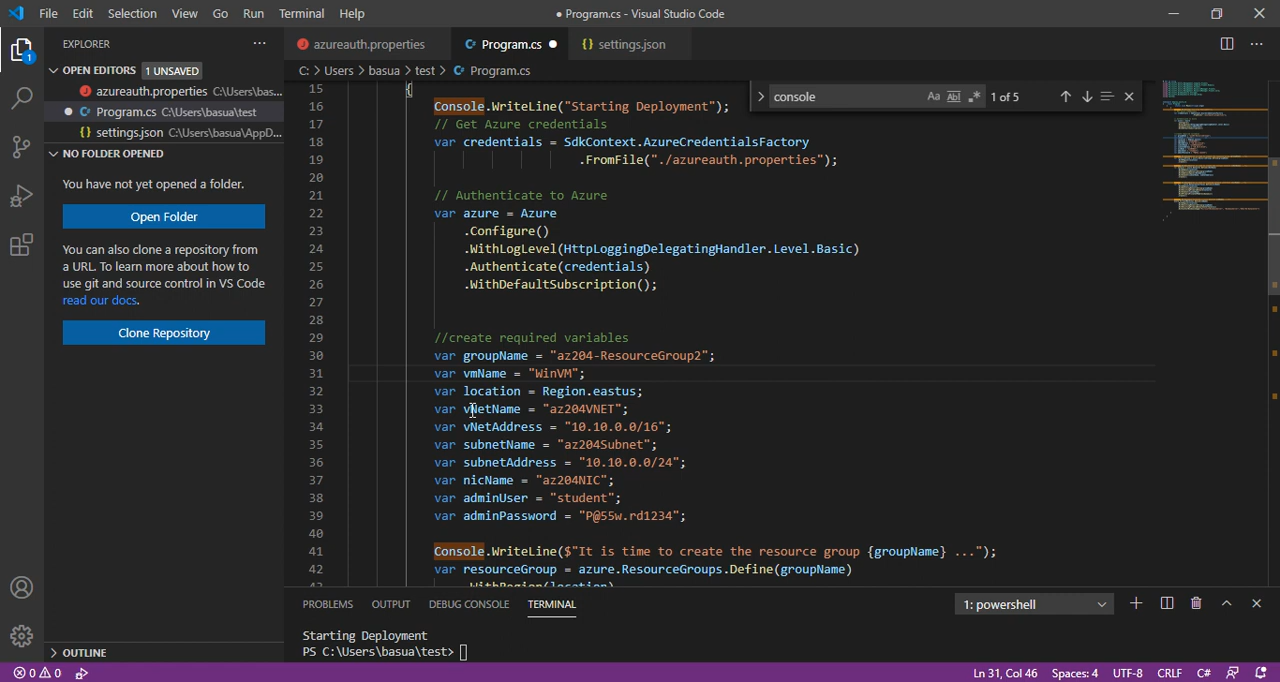 File Edit Selection View Go Run Terminal Help
● Program.cs - Visual Studio Code
EXPLORER
OPEN EDITORS 1 UNSAVED
azureauth.properties C:\Users\bas...
● Program.cs C:\Users\basua\test
{} settings.json C:\Users\basua\AppD...
NO FOLDER OPENED
You have not yet opened a folder.
Open Folder
You can also clone a repository from
a URL. To learn more about how to
use git and source control in VS Code
read our docs.
Clone Repository
OUTLINE
1
azureauth.properties
Program.cs ●
{} settings.json
C: > Users > basua > test > Program.cs
console Aa Abl .* 1 of 5
15 {
16 Console.WriteLine("Starting Deployment");
17 // Get Azure credentials
18 var credentials = SdkContext.AzureCredentialsFactory
19 .FromFile("./azureauth.properties");
20
21 // Authenticate to Azure
22 var azure = Azure
23 .Configure()
24 .WithLogLevel(HttpLoggingDelegatingHandler.Level.Basic)
25 .Authenticate(credentials)
26 .WithDefaultSubscription();
27
28
29 //create required variables
30 var groupName = "az204-ResourceGroup2";
31 var vmName = "WinVM";
32 var location = Region.eastus;
33 var vNetName = "az204VNET";
34 var vNetAddress = "10.10.0.0/16";
35 var subnetName = "az204Subnet";
36 var subnetAddress = "10.10.0.0/24";
37 var nicName = "az204NIC";
38 var adminUser = "student";
39 var adminPassword = "P@55w.rd1234";
40
41 Console.WriteLine($"It is time to create the resource group {groupName} ...");
42 var resourceGroup = azure.ResourceGroups.Define(groupName)
.WithRegion(location)
PROBLEMS OUTPUT DEBUG CONSOLE TERMINAL
1: powershell
Starting Deployment
PS C:\Users\basua\test>
0 0
Ln 31, Col 46 Spaces: 4 UTF-8 CRLF C#